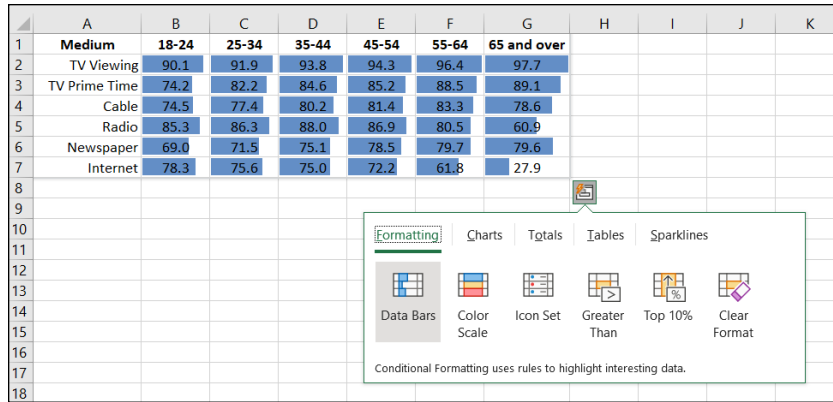 A B C D E F G H I J K
1 Medium 18-24 25-34 35-44 45-54 55-64 65 and over
2 TV Viewing 90.1 91.9 93.8 94.3 96.4 97.7
3 TV Prime Time 74.2 82.2 84.6 85.2 88.5 89.1
4 Cable 74.5 77.4 80.2 81.4 83.3 78.6
5 Radio 85.3 86.3 88.0 86.9 80.5 60.9
6 Newspaper 69.0 71.5 75.1 78.5 79.7 79.6
7 Internet 78.3 75.6 75.0 72.2 61.8 27.9
8
9
10 Formatting Charts Totals Tables Sparklines
11
12
13
14 Data Bars Color Icon Set Greater Top 10% Clear
15 Scale Than Format
16
17 Conditional Formatting uses rules to highlight interesting data.
18